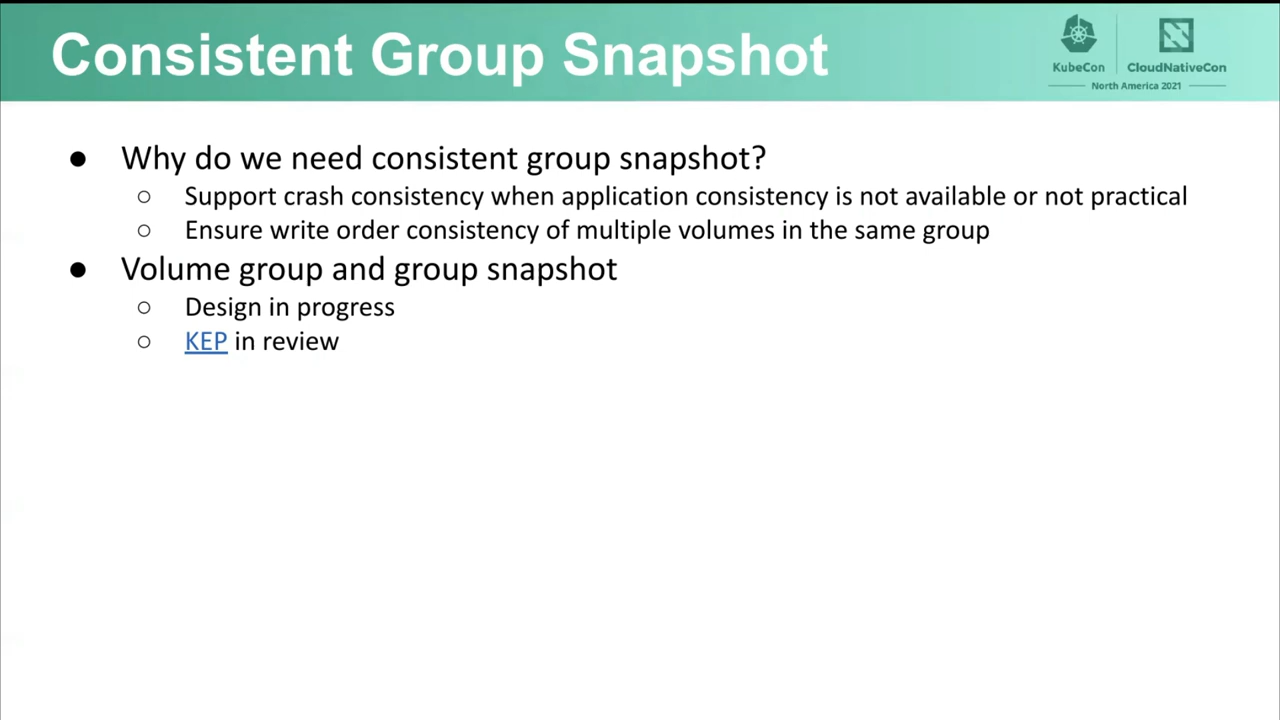 Consistent Group Snapshot
KubeCon
CloudNativeCon
North America 2021
● Why do we need consistent group snapshot?
○ Support crash consistency when application consistency is not available or not practical
○ Ensure write order consistency of multiple volumes in the same group
● Volume group and group snapshot
○ Design in progress
○ KEP in review